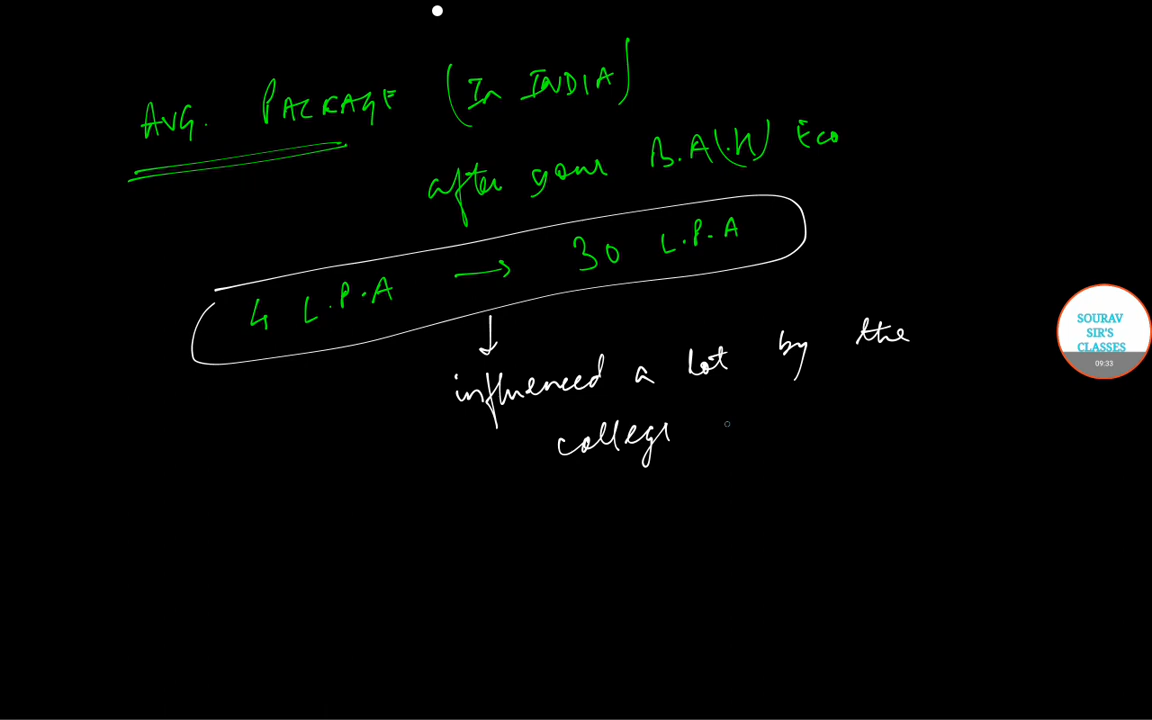 AVG. PACKAGE (In INDIA)
after your B.A(H) Eco
4 L.P.A → 30 L.P.A
influenced a lot by the
college
SOURAV
SIR'S
CLASSES
09:33